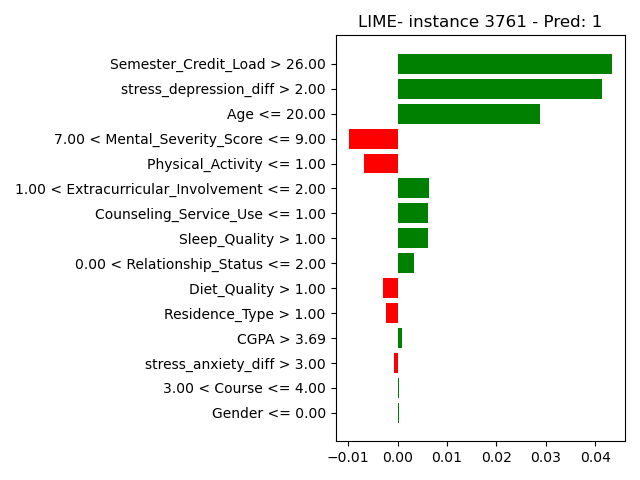 LIME- instance 3761 - Pred: 1
Semester_Credit_Load > 26.00
stress_depression_diff > 2.00
Age <= 20.00
7.00 < Mental_Severity_Score <= 9.00
Physical_Activity <= 1.00
1.00 < Extracurricular_Involvement <= 2.00
Counseling_Service_Use <= 1.00
Sleep_Quality > 1.00
0.00 < Relationship_Status <= 2.00
Diet_Quality > 1.00
Residence_Type > 1.00
CGPA > 3.69
stress_anxiety_diff > 3.00
3.00 < Course <= 4.00
Gender <= 0.00
−0.01 0.00 0.01 0.02 0.03 0.04